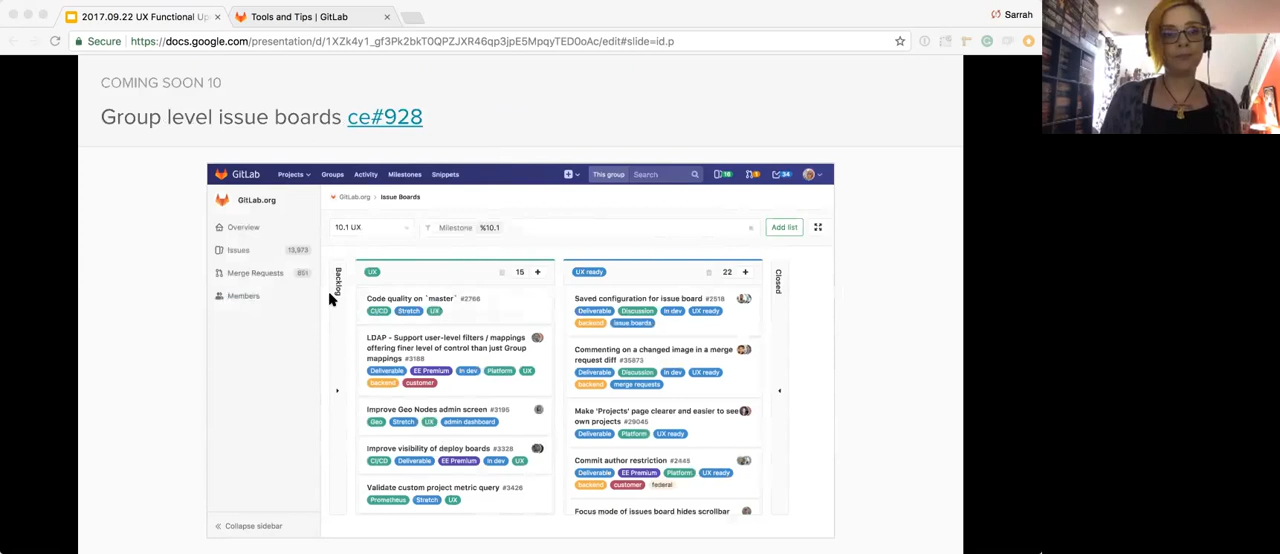 2017.09.22 UX Functional Up
Tools and Tips | GitLab
Sarrah
Secure
https://docs.google.com/presentation/d/1XZk4y1_gf3Pk2bkT0QPZJXR46qp3jpE5MpqyTED0oAc/edit#slide=id.p
COMING SOON 10
Group level issue boards ce#928
GitLab
Projects
Groups
Activity
Milestones
Snippets
This group
Search
16
1
34
GitLab.org
GitLab.org > Issue Boards
Overview
Issues 13,973
Merge Requests 851
Members
Collapse sidebar
10.1 UX
Milestone %10.1
Add list
Backlog
UX 15 +
Code quality on `master` #2766
CI/CD Stretch UX
LDAP - Support user-level filters / mappings
offering finer level of control than just Group
mappings #3188
Deliverable EE Premium In dev Platform UX
backend customer
Improve Geo Nodes admin screen #3195
Geo Stretch UX admin dashboard
Improve visibility of deploy boards #3328
CI/CD Deliverable EE Premium In dev UX
Validate custom project metric query #3426
Prometheus Stretch UX
UX ready 22 +
Saved configuration for issue board #2518
Deliverable Discussion In dev UX ready
backend issue boards
Commenting on a changed image in a merge
request diff #35873
Deliverable Discussion In dev UX ready
backend merge requests
Make 'Projects' page clearer and easier to see
own projects #29045
Deliverable Platform UX ready
Commit author restriction #2445
Deliverable EE Premium Platform UX ready
backend customer federal
Focus mode of issues board hides scrollbar
Closed